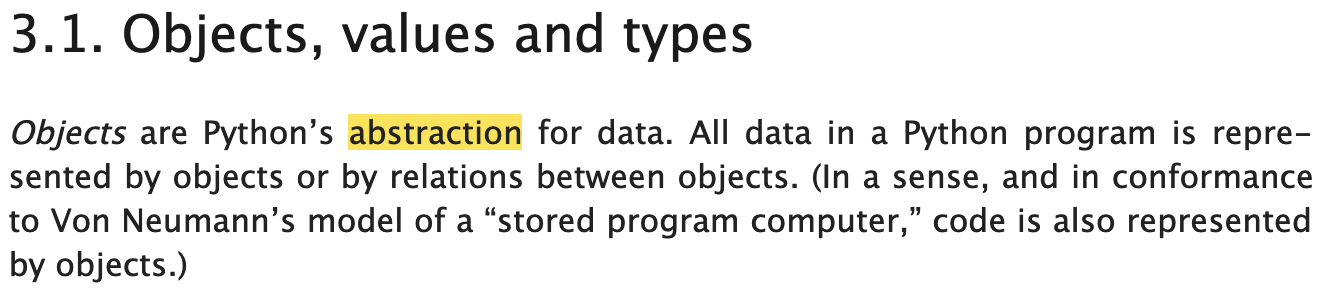 3.1. Objects, values and types
Objects are Python’s abstraction for data. All data in a Python program is repre-
sented by objects or by relations between objects. (In a sense, and in conformance
to Von Neumann’s model of a “stored program computer,” code is also represented
by objects.)